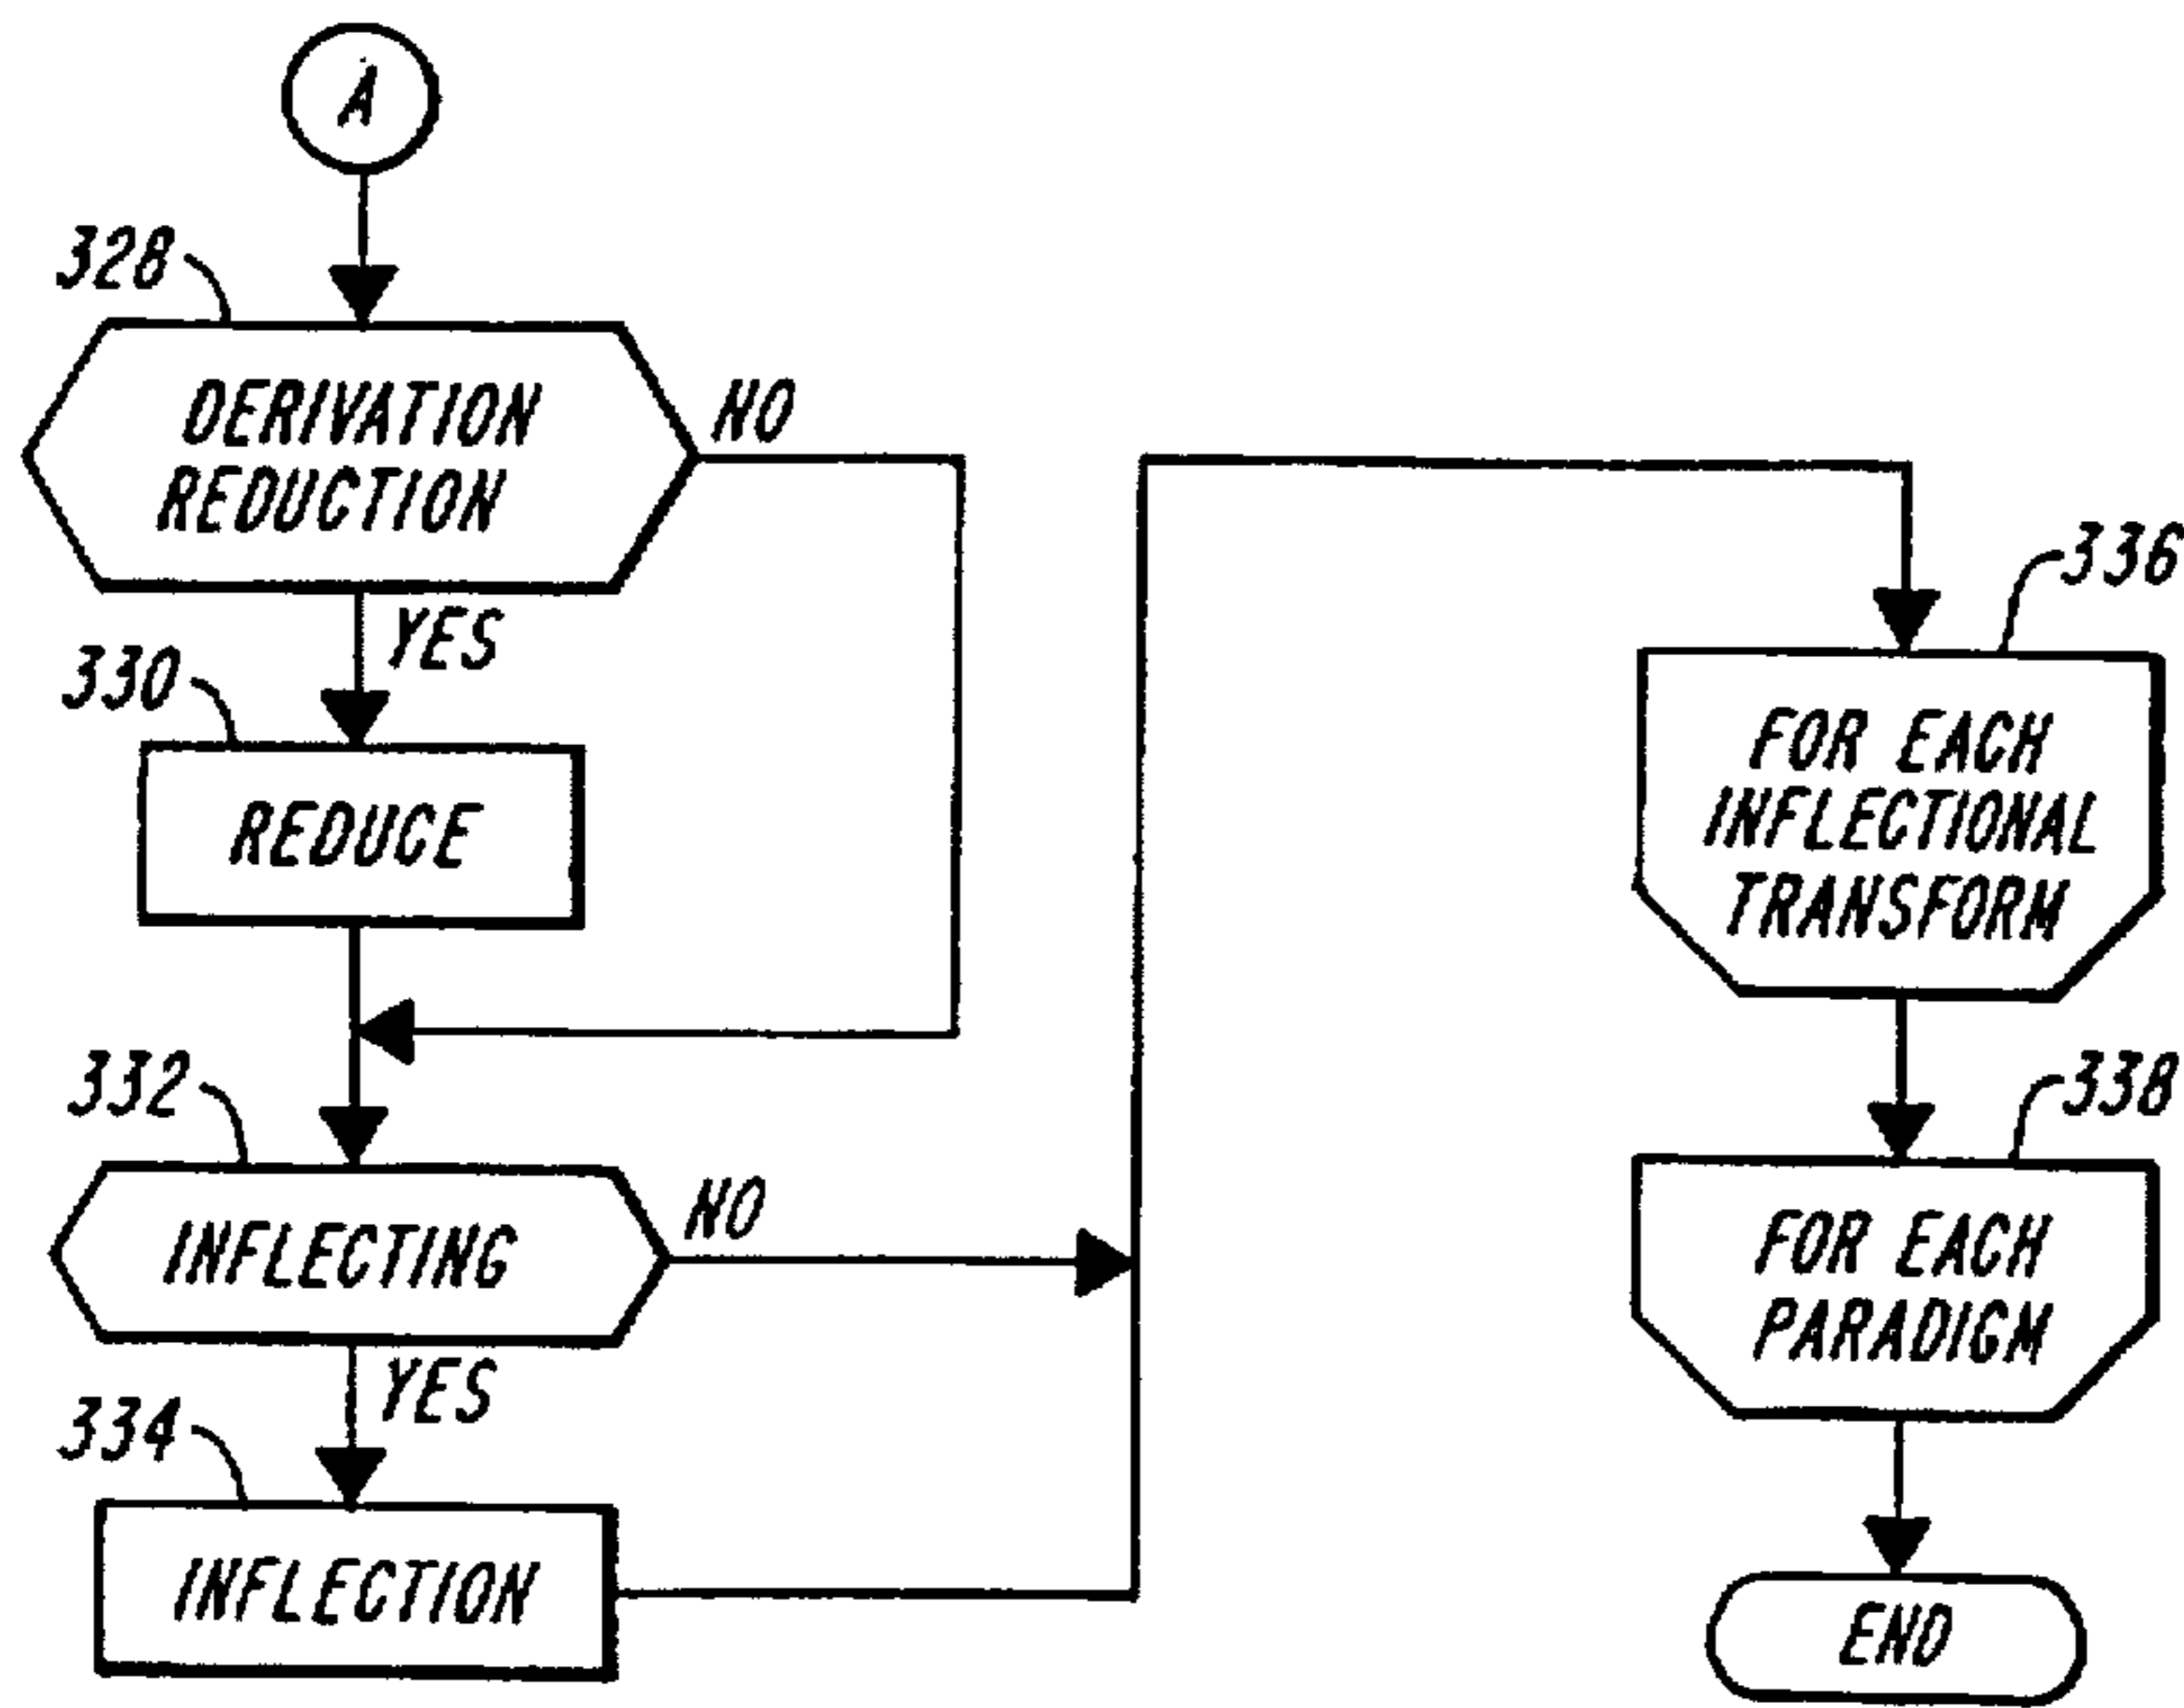 A
328
DERIVATION
REDUCTION
NO
YES
330
REDUCE
332
INFLECTING
NO
YES
334
INFLECTION
336
FOR EACH
INFLECTIONAL
TRANSFORM
338
FOR EACH
PARADIGM
END